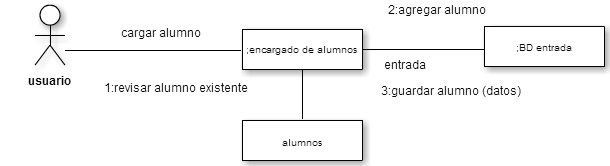 2:agregar alumno
cargar alumno
;encargado de alumnos
;BD entrada
entrada
usuario
1:revisar alumno existente
3:guardar alumno (datos)
alumnos